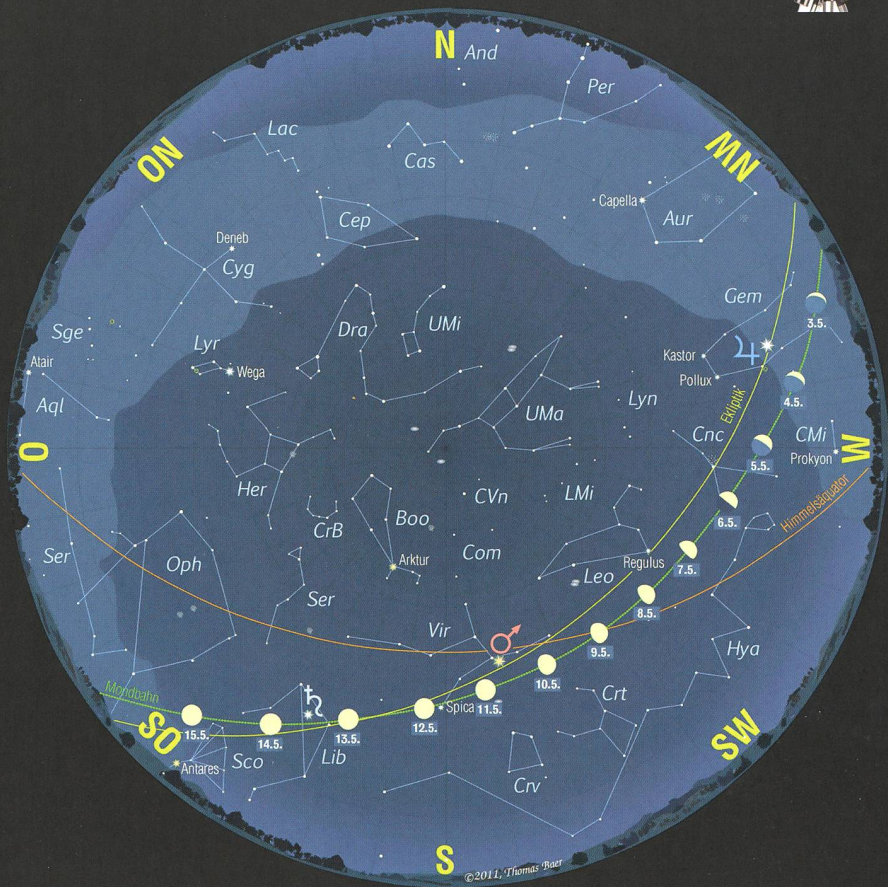 N
And
Per
Lac
Cas
NO
NW
Capella
Cep
Aur
Deneb
Cyg
Gem
3.5.
Sge
Dra
UMi
Lyr
Kastor
Atair
Wega
Pollux
4.5.
Aql
UMa
Lyn
Ekliptik
Cnc
CMi
O
W
Prokyon
5.5.
Her
CVn
LMi
Himmelsäquator
CrB
Boo
6.5.
Ser
Oph
Arktur
Com
Regulus
Leo
7.5.
Ser
8.5.
Vir
9.5.
Hya
10.5.
Mondbahn
Crt
Spica
11.5.
12.5.
SO
15.5.
14.5.
13.5.
SW
Sco
Lib
Antares
Crv
S
©2011, Thomas Baer